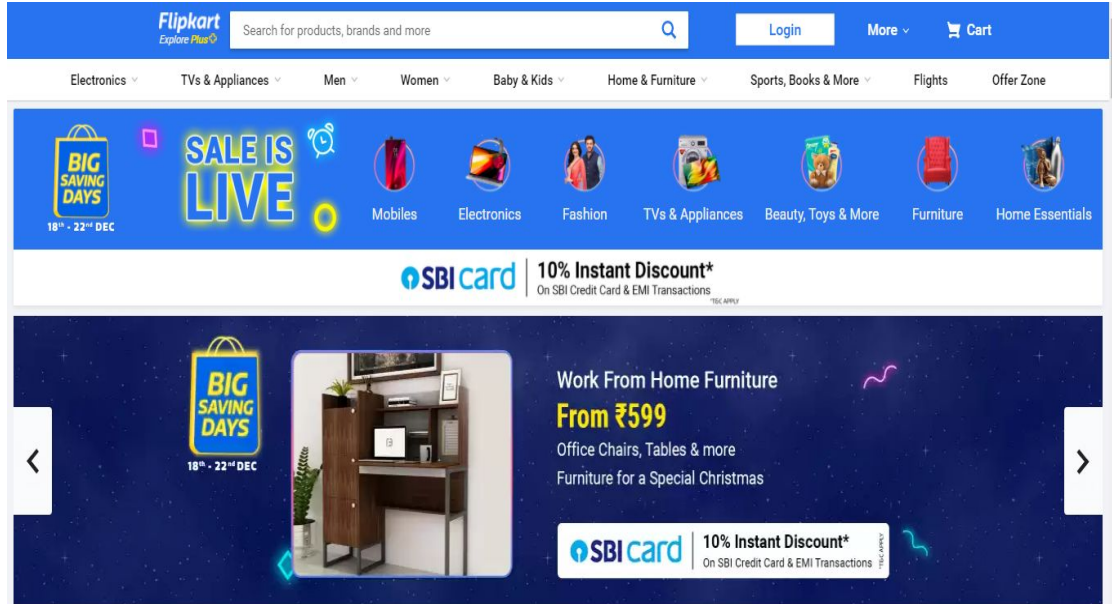 Flipkart
Explore Plus
Search for products, brands and more
Login
More
Cart
Electronics
TVs & Appliances
Men
Women
Baby & Kids
Home & Furniture
Sports, Books & More
Flights
Offer Zone
BIG
SAVING
DAYS
18th - 22nd DEC
SALE IS
LIVE
Mobiles
Electronics
Fashion
TVs & Appliances
Beauty, Toys & More
Furniture
Home Essentials
SBI card
10% Instant Discount*
On SBI Credit Card & EMI Transactions
*T&C APPLY
BIG
SAVING
DAYS
18th - 22nd DEC
Work From Home Furniture
From ₹599
Office Chairs, Tables & more
Furniture for a Special Christmas
SBI card
10% Instant Discount*
On SBI Credit Card & EMI Transactions
*T&C APPLY